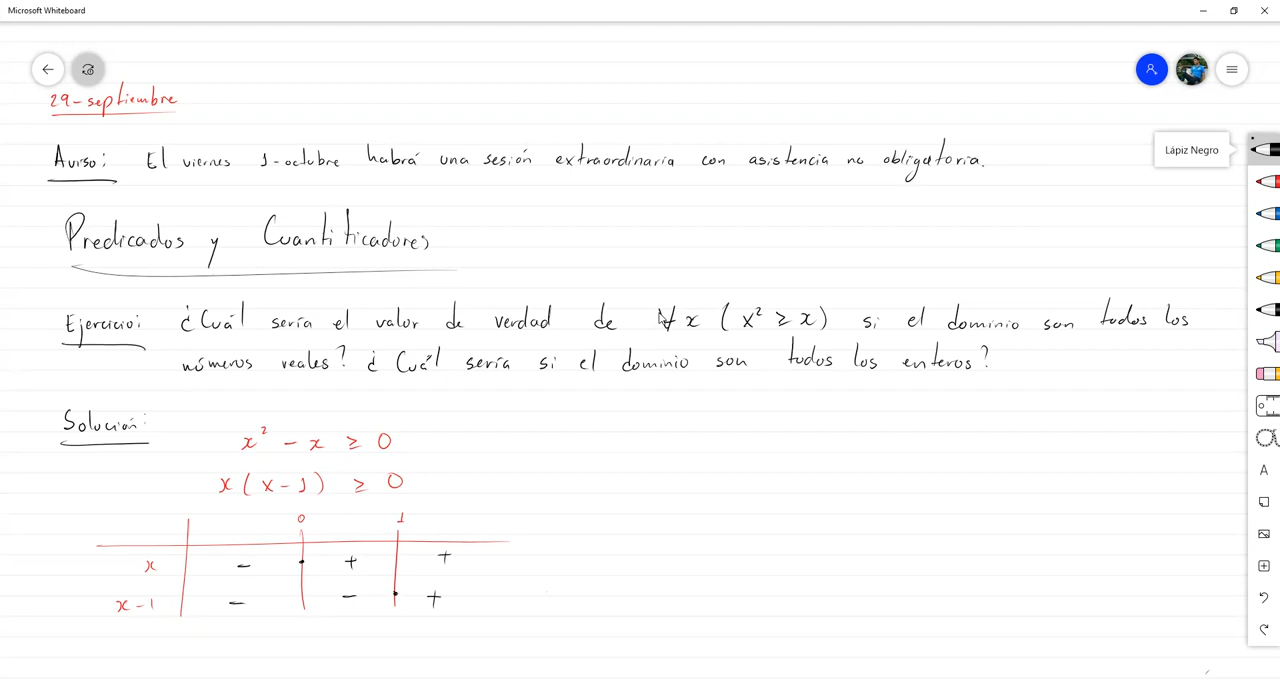 Microsoft Whiteboard
29-septiembre
Aviso: El viernes 1-octubre habrá una sesión extraordinaria con asistencia no obligatoria.
Lápiz Negro
Predicados y Cuantificadores
Ejercicio: ¿Cuál sería el valor de verdad de ∀x (x² ≥ x) si el dominio son todos los
números reales? ¿Cuál sería si el dominio son todos los enteros?
Solución:
x² - x ≥ 0
x(x-1) ≥ 0
0 1
x - + +
x-1 - - +
A